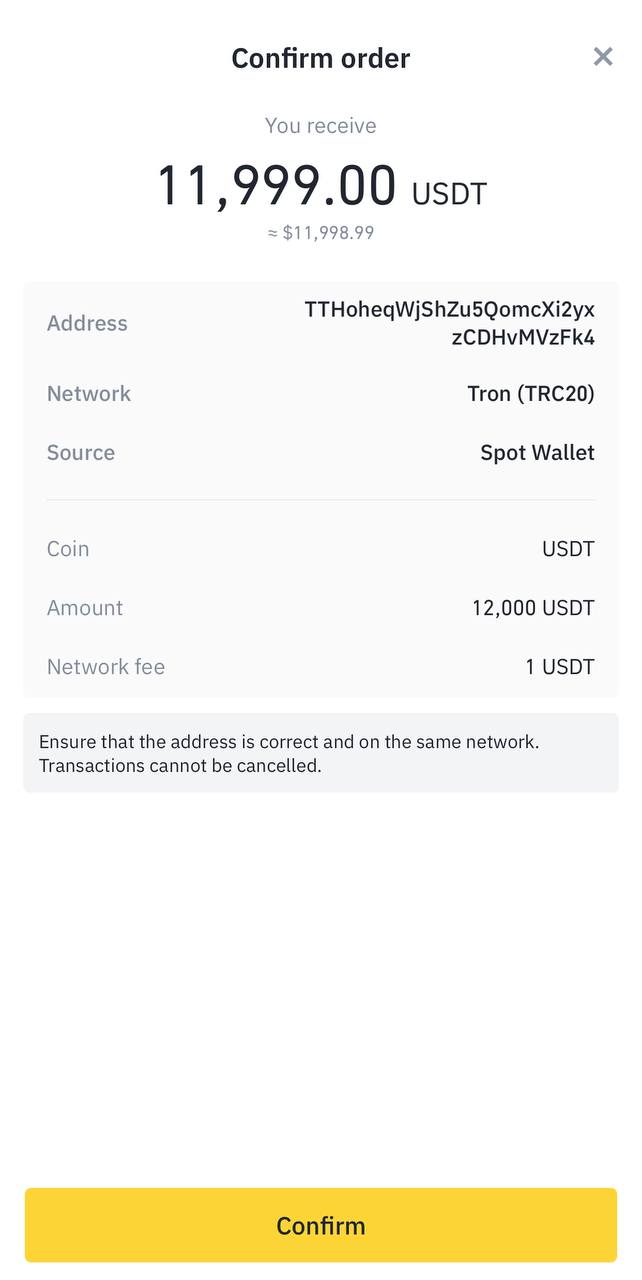 Confirm order
You receive
11,999.00 USDT
≈ $11,998.99
Address
TTHoheqWjShZu5QomcXi2yx
zCDHvMVzFk4
Network
Tron (TRC20)
Source
Spot Wallet
Coin
USDT
Amount
12,000 USDT
Network fee
1 USDT
Ensure that the address is correct and on the same network.
Transactions cannot be cancelled.
Confirm